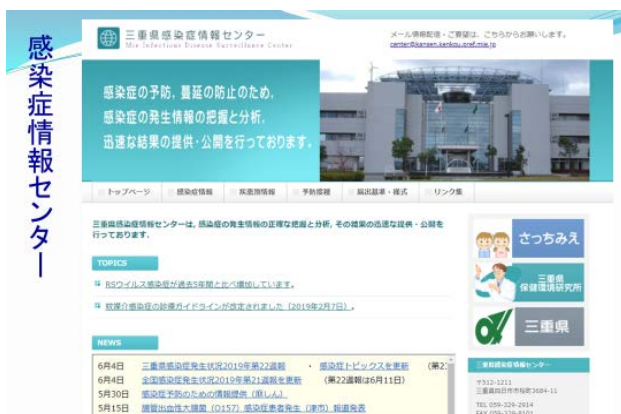 感染症情報センター
三重県感染症情報センター
Mie Infectious Disease Surveillance Center
メール情報配信・ご要望は、こちらからお願いします。
center@kansen.kenkou.pref.mie.jp
感染症の予防, 蔓延の防止のため,
感染症の発生情報の把握と分析,
迅速な結果の提供・公開を行っております。
トップページ
感染症情報
疾患別情報
予防接種
届出基準・様式
リンク集
三重県感染症情報センターは, 感染症の発生情報の正確な把握と分析, その結果の迅速な提供・公開を
行っております.
TOPICS
RSウイルス感染症が過去5年間と比べ増加しています。
蚊媒介感染症の診療ガイドラインが改定されました(2019年2月7日)。
NEWS
6月4日 三重県感染症発生状況2019年第22週報 ・ 感染症トピックスを更新 (第2
6月4日 全国感染症発生状況2019年第21週報を更新 (第22週報は6月11日)
5月30日 感染症予防のための情報提供(麻しん)
5月15日 腸管出血性大腸菌(O157)感染症患者発生(津市)報道発表
さっちみえ
三重県
保健環境研究所
三重県
三重県感染症情報センター
〒512-1211
三重県四日市市桜町3684-11
TEL 059-329-2914